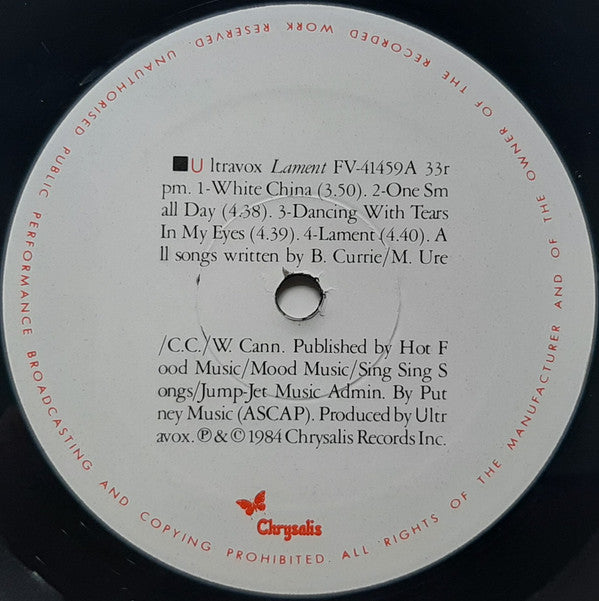 ■Ultravox Lament FV-41459A 33r
pm. 1-White China (3.50). 2-One Sm
all Day (4.38). 3-Dancing With Tears
In My Eyes (4.39). 4-Lament (4.40). A
ll songs written by B. Currie/M. Ure
/C.C./W. Cann. Published by Hot F
ood Music/Mood Music/Sing Sing S
ongs/Jump-Jet Music Admin. By Put
ney Music (ASCAP). Produced by Ultr
avox. ℗ & © 1984 Chrysalis Records Inc.
Chrysalis
ALL RIGHTS OF THE MANUFACTURER AND OF THE OWNER OF THE RECORDED WORK RESERVED. UNAUTHORISED PUBLIC PERFORMANCE BROADCASTING AND COPYING PROHIBITED.